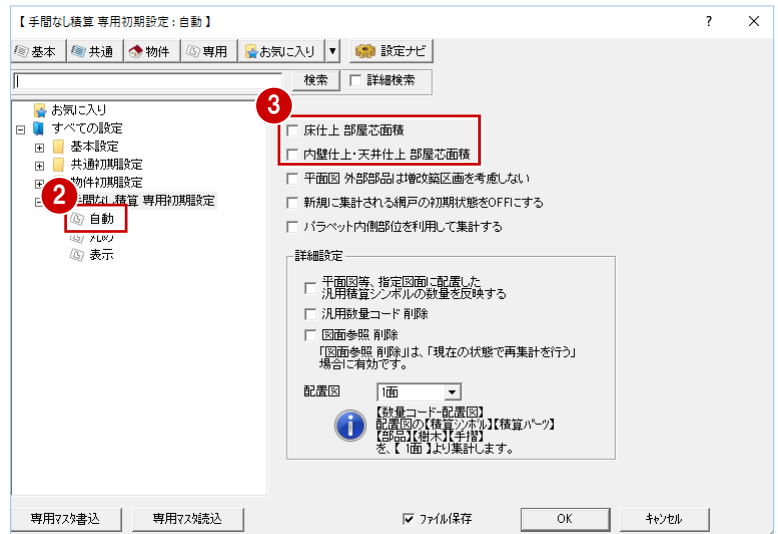 【 手間なし積算 専用初期設定 : 自動 】
基本 共通 物件 専用 お気に入り ▼ 設定ナビ
検索 詳細検索
お気に入り
すべての設定
基本設定
共通初期設定
物件初期設定
手間なし積算 専用初期設定
2
自動
丸め
表示
3
床仕上 部屋芯面積
内壁仕上・天井仕上 部屋芯面積
平面図 外部部品は増改築区画を考慮しない
新規に集計される網戸の初期状態をOFFにする
パラペット内側部位を利用して集計する
詳細設定
平面図等、指定図面に配置した
汎用積算シンボルの数量を反映する
汎用数量コード 削除
図面参照 削除
「図面参照 削除」は、「現在の状態で再集計を行う」
場合に有効です。
配置図 1面
【数量コード-配置図】
配置図の【積算シンボル】【積算パーツ】
【部品】【樹木】【手摺】
を、【 1面 】より集計します。
専用マスタ書込 専用マスタ読込 ファイル保存 OK キャンセル